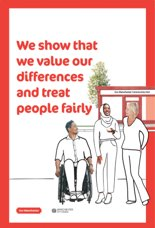 We show that
we value our
differences
and treat
people fairly